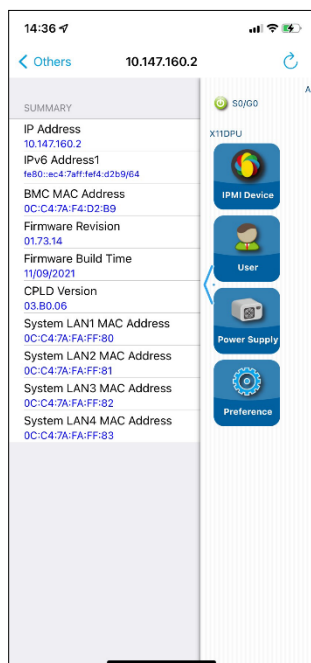 14:36
Others
10.147.160.2
SUMMARY
IP Address
10.147.160.2
IPv6 Address1
fe80::ec4:7aff:fef4:d2b9/64
BMC MAC Address
0C:C4:7A:F4:D2:B9
Firmware Revision
01.73.14
Firmware Build Time
11/09/2021
CPLD Version
03.B0.06
System LAN1 MAC Address
0C:C4:7A:FA:FF:80
System LAN2 MAC Address
0C:C4:7A:FA:FF:81
System LAN3 MAC Address
0C:C4:7A:FA:FF:82
System LAN4 MAC Address
0C:C4:7A:FA:FF:83
A
S0/G0
X11DPU
IPMI Device
User
Power Supply
Preference